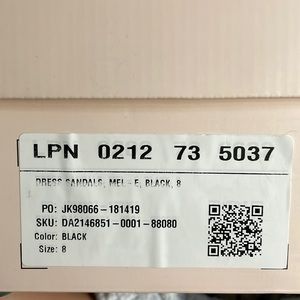 LPN 0212 73 5037
DRESS SANDALS, MEL - E, BLACK, 8
PO: JK98066-181419
SKU: DA2146851-0001-88080
Color: BLACK
Size: 8